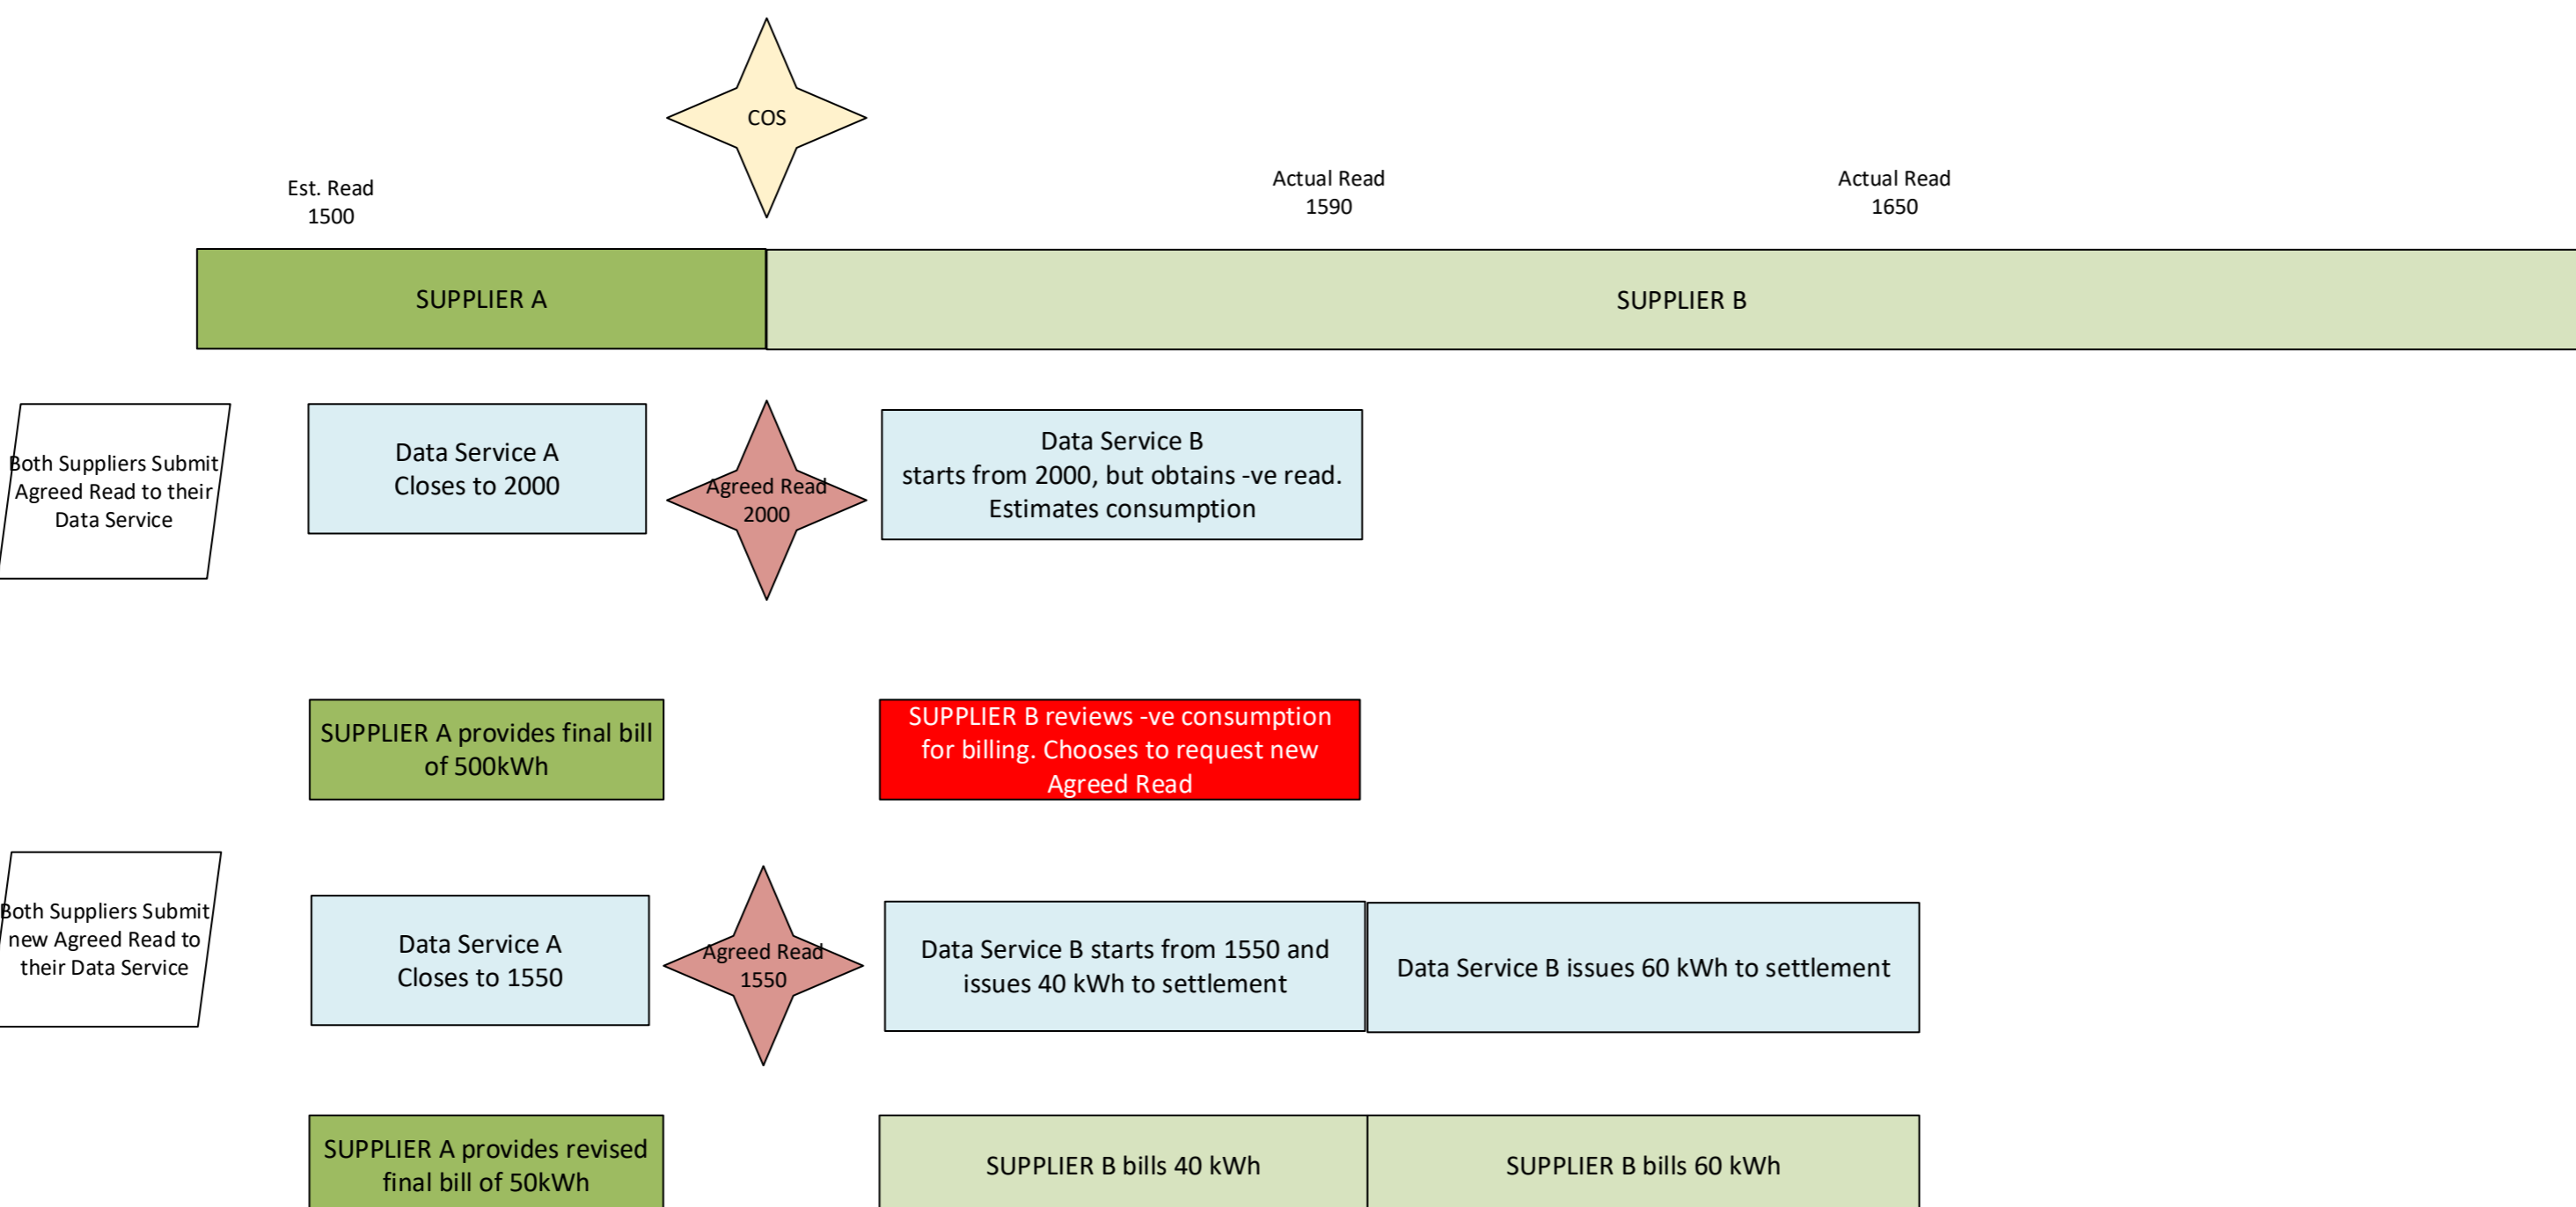 COS
Est. Read
1500
Actual Read
1590
Actual Read
1650
SUPPLIER A
SUPPLIER B
Both Suppliers Submit
Agreed Read to their
Data Service
Data Service A
Closes to 2000
Agreed Read
2000
Data Service B
starts from 2000, but obtains -ve read.
Estimates consumption
SUPPLIER A provides final bill
of 500kWh
SUPPLIER B reviews -ve consumption
for billing. Chooses to request new
Agreed Read
Both Suppliers Submit
new Agreed Read to
their Data Service
Data Service A
Closes to 1550
Agreed Read
1550
Data Service B starts from 1550 and
issues 40 kWh to settlement
Data Service B issues 60 kWh to settlement
SUPPLIER A provides revised
final bill of 50kWh
SUPPLIER B bills 40 kWh
SUPPLIER B bills 60 kWh